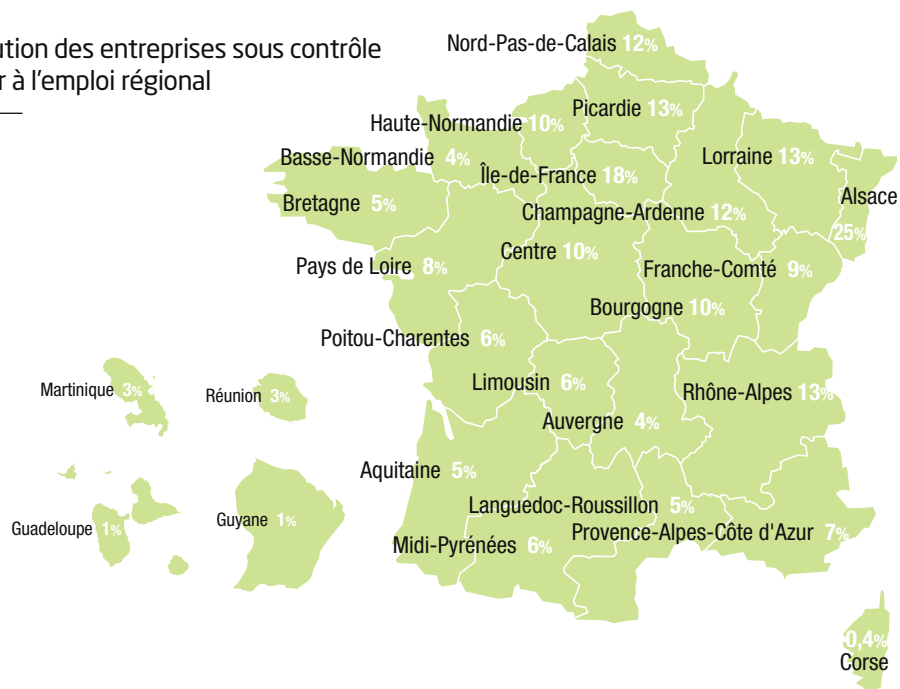 des entreprises sous contrôle
à l'emploi régional
Nord-Pas-de-Calais 12%
Picardie 13%
Haute-Normandie 10%
Basse-Normandie 4%
Lorraine 13%
Île-de-France 18%
Alsace
25%
Bretagne 5%
Champagne-Ardenne 12%
Centre 10%
Pays de Loire 8%
Franche-Comté 9%
Bourgogne 10%
Poitou-Charentes 6%
Limousin 6%
Rhône-Alpes 13%
Auvergne 4%
Martinique 3%
Réunion 3%
Aquitaine 5%
Languedoc-Roussillon 5%
Guadeloupe 1%
Guyane 1%
Midi-Pyrénées 6%
Provence-Alpes-Côte d'Azur 7%
0,4%
Corse